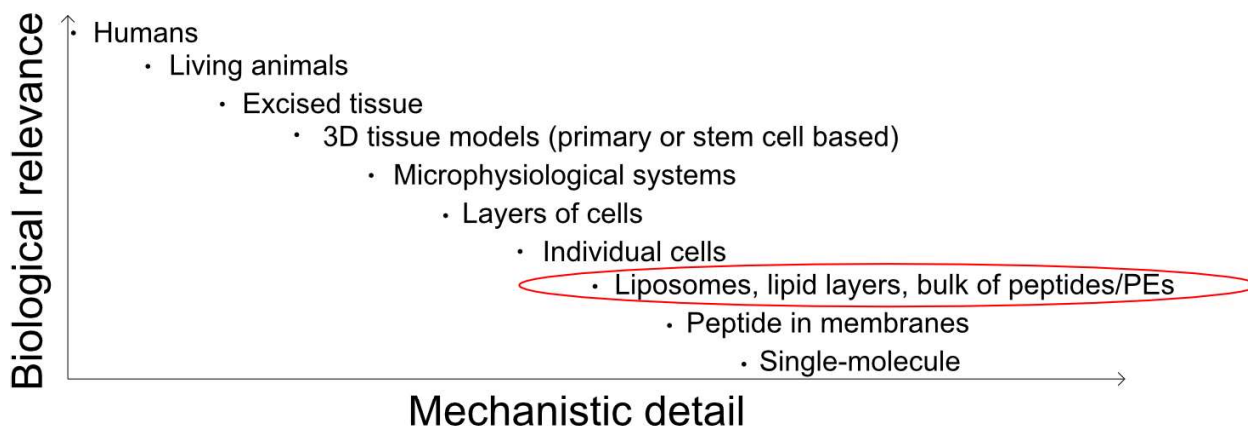 Biological relevance
Humans
Living animals
Excised tissue
3D tissue models (primary or stem cell based)
Microphysiological systems
Layers of cells
Individual cells
Liposomes, lipid layers, bulk of peptides/PEs
Peptide in membranes
Single-molecule
Mechanistic detail